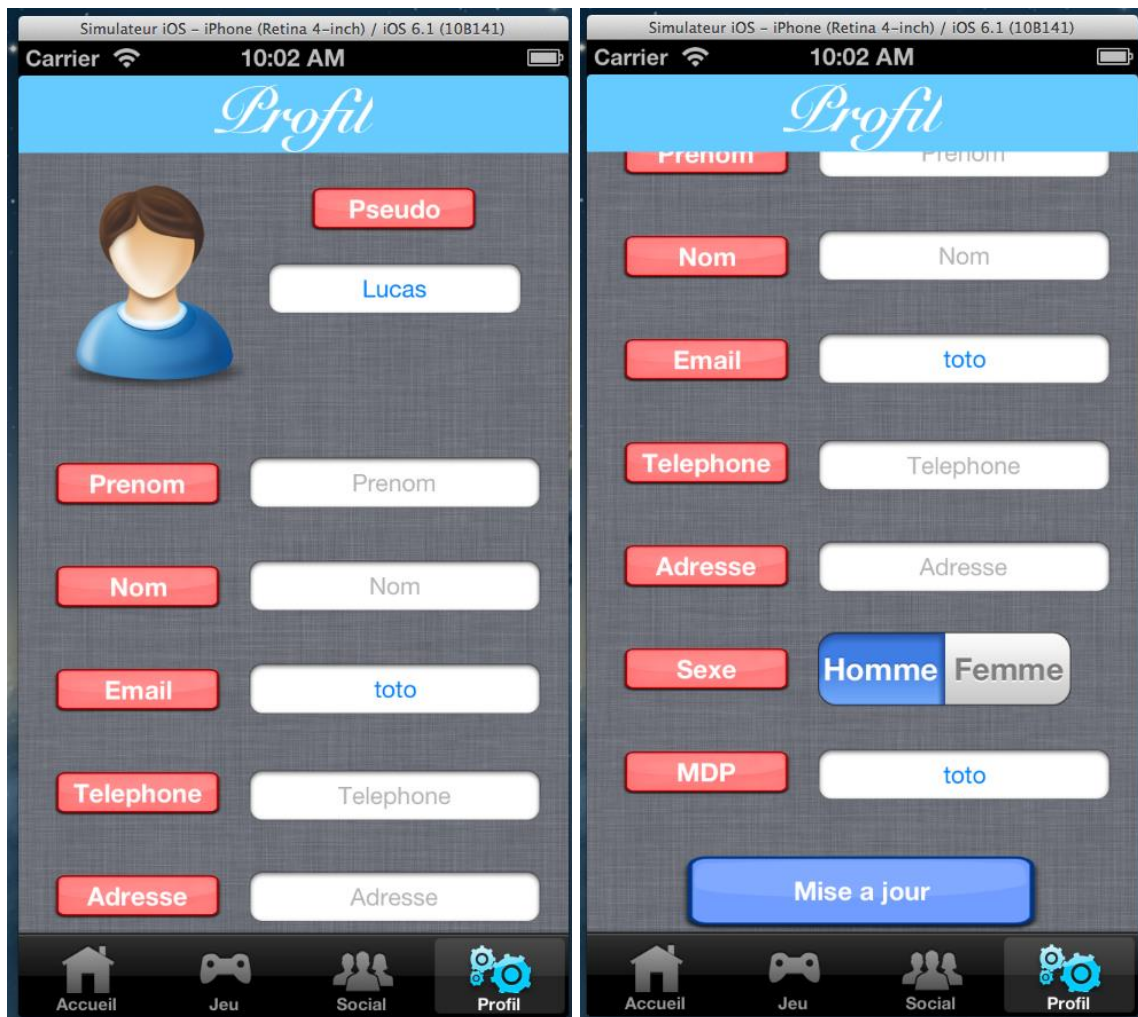 Simulateur iOS – iPhone (Retina 4-inch) / iOS 6.1 (10B141)
Carrier 10:02 AM
Profil
Pseudo
Lucas
Prenom Prenom
Nom Nom
Email toto
Telephone Telephone
Adresse Adresse
Accueil Jeu Social Profil
Simulateur iOS – iPhone (Retina 4-inch) / iOS 6.1 (10B141)
Carrier 10:02 AM
Profil
Prenom Prenom
Nom Nom
Email toto
Telephone Telephone
Adresse Adresse
Sexe Homme Femme
MDP toto
Mise a jour
Accueil Jeu Social Profil